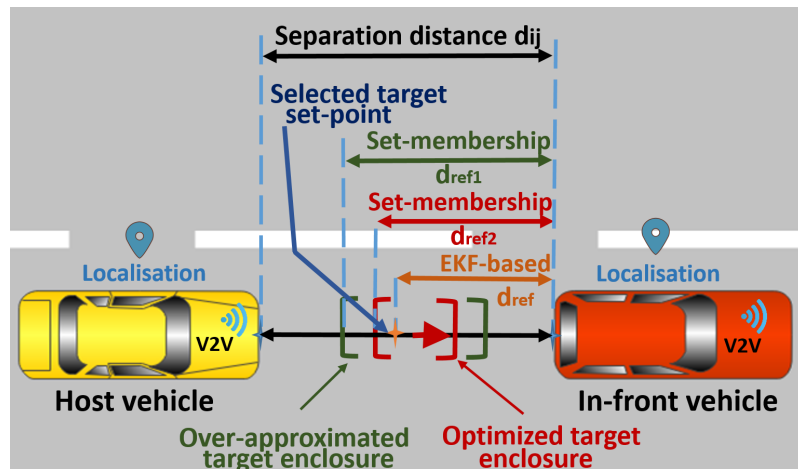 Separation distance dij
Selected target
set-point
Set-membership
dref1
Set-membership
dref2
EKF-based
dref
Localisation
Localisation
V2V
V2V
Host vehicle
In-front vehicle
Over-approximated
target enclosure
Optimized target
enclosure